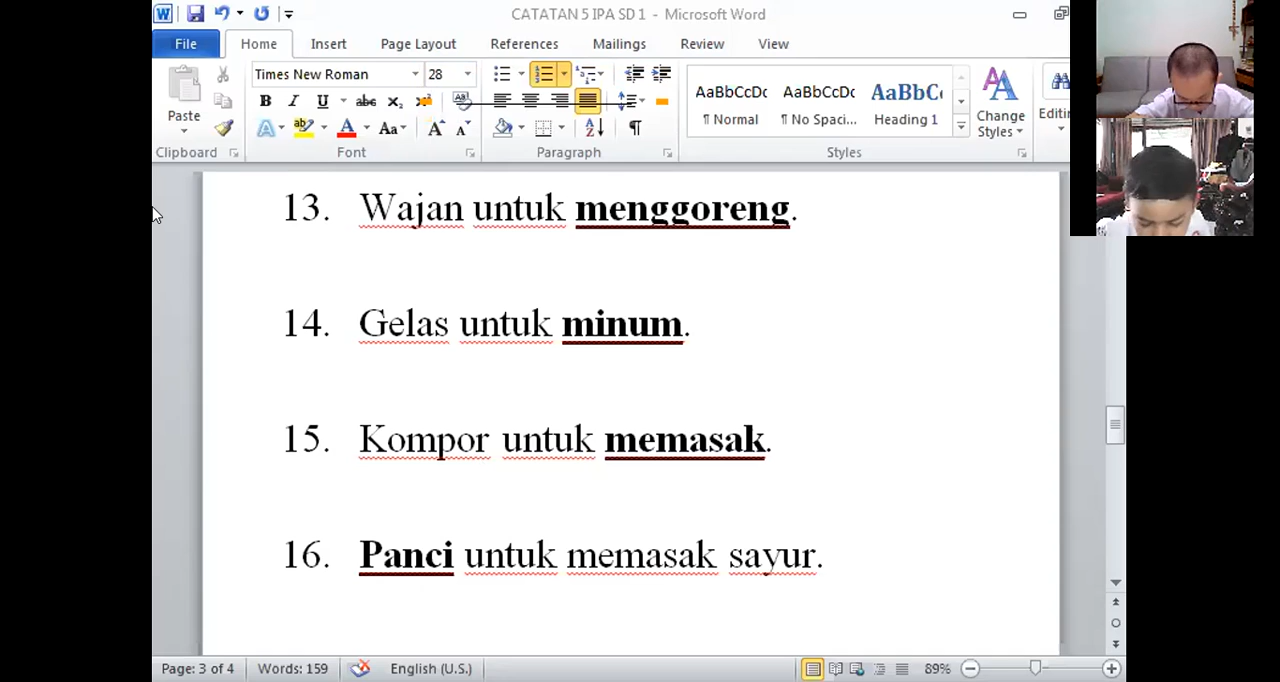 CATATAN 5 IPA SD 1 - Microsoft Word
File Home Insert Page Layout References Mailings Review View
Times New Roman 28
AaBbCcDc AaBbCcDc AaBbC
Paste
¶ Normal ¶ No Spaci... Heading 1
Change Styles
Editi
Clipboard Font Paragraph Styles
13. Wajan untuk menggoreng.
14. Gelas untuk minum.
15. Kompor untuk memasak.
16. Panci untuk memasak sayur.
Page: 3 of 4 Words: 159 English (U.S.) 89%